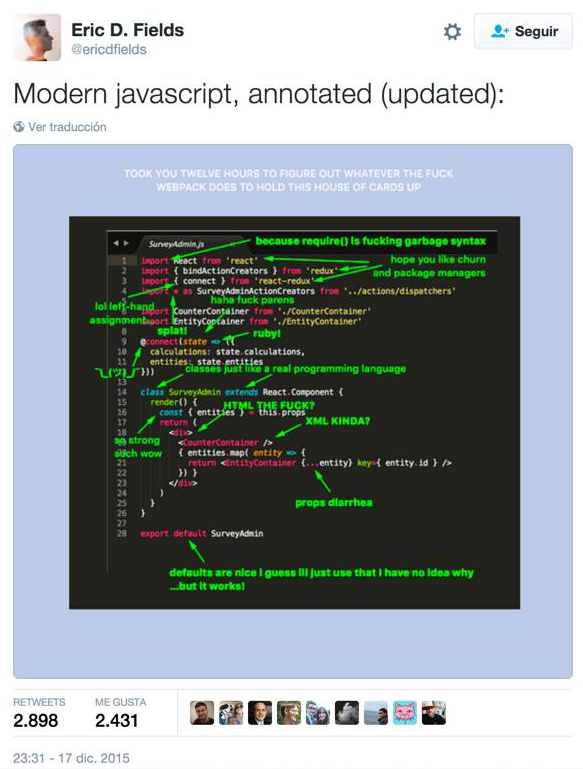 Eric D. Fields
@ericdfields
Seguir
Modern javascript, annotated (updated):
Ver traducción
TOOK YOU TWELVE HOURS TO FIGURE OUT WHATEVER THE FUCK
WEBPACK DOES TO HOLD THIS HOUSE OF CARDS UP
SurveyAdmin.js
because require() is fucking garbage syntax
1 import React from 'react'
hope you like churn
2 import { bindActionCreators } from 'redux'
and package managers
3 import { connect } from 'react-redux'
4 import * as SurveyAdminActionCreators from '../actions/dispatchers'
5
haha fuck parens
lol left-hand
assignment
6 import CounterContainer from './CounterContainer'
7 import EntityContainer from './EntityContainer'
splat!
8
ruby!
9 @connect(state => ({
10 calculations: state.calculations,
11 entities: state.entities
¯\_(ツ)_/¯
12 }))
classes just like a real programming language
13
14 class SurveyAdmin extends React.Component {
15 render() {
HTML THE FUCK?
16 const { entities } = this.props
XML KINDA?
17 return (
18 <div>
so strong
such wow
19 <CounterContainer />
20 { entities.map( entity => {
21 return <EntityContainer {...entity} key={ entity.id } />
22 }) }
23 </div>
24 )
props diarrhea
25 }
26 }
27
28 export default SurveyAdmin
defaults are nice i guess ill just use that I have no idea why
...but it works!
RETWEETS
ME GUSTA
2.898
2.431
23:31 - 17 dic. 2015